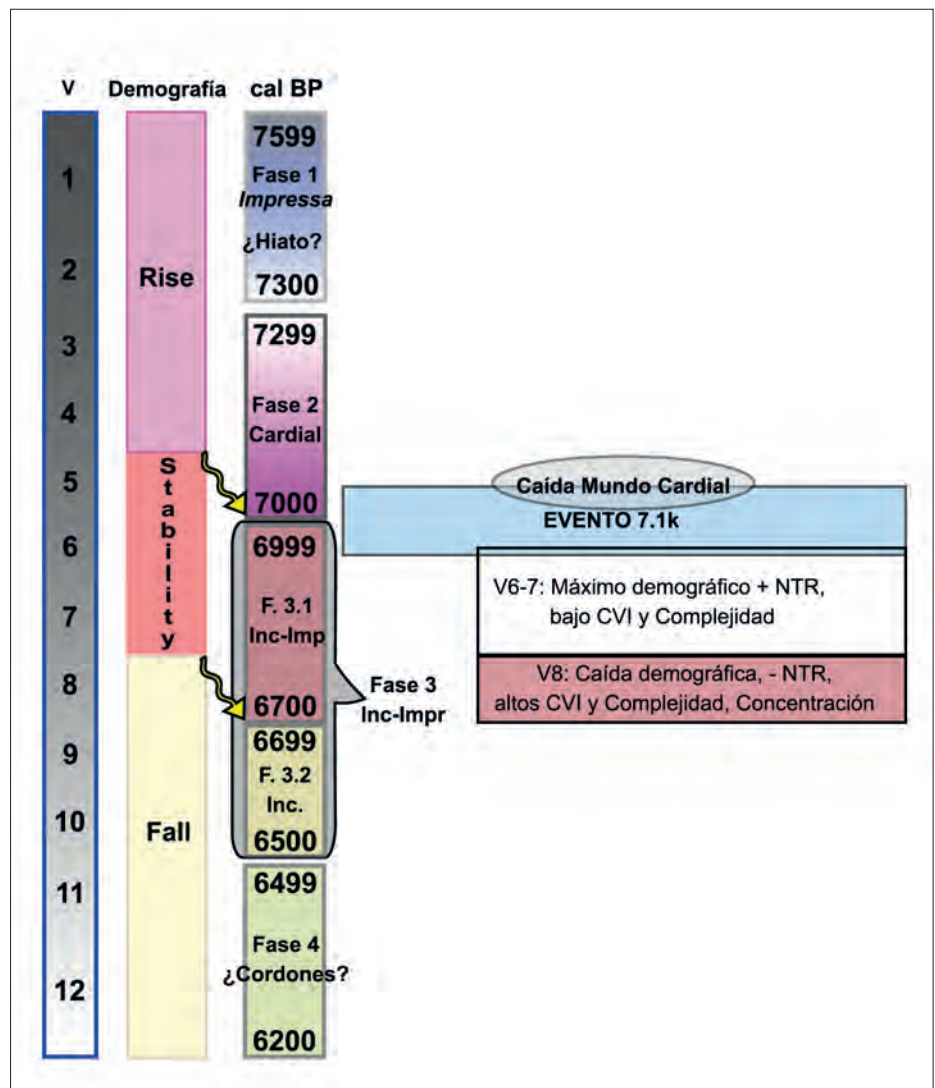 V Demografía cal BP
1
2
3
4
5
6
7
8
9
10
11
12
Rise
Stability
Fall
7599
Fase 1
Impressa
¿Hiato?
7300
7299
Fase 2
Cardial
7000
6999
F. 3.1
Inc-Imp
6700
6699
F. 3.2
Inc.
6500
Fase 3
Inc-Impr
6499
Fase 4
¿Cordones?
6200
Caída Mundo Cardial
EVENTO 7.1k
V6-7: Máximo demográfico + NTR,
bajo CVI y Complejidad
V8: Caída demográfica, - NTR,
altos CVI y Complejidad, Concentración